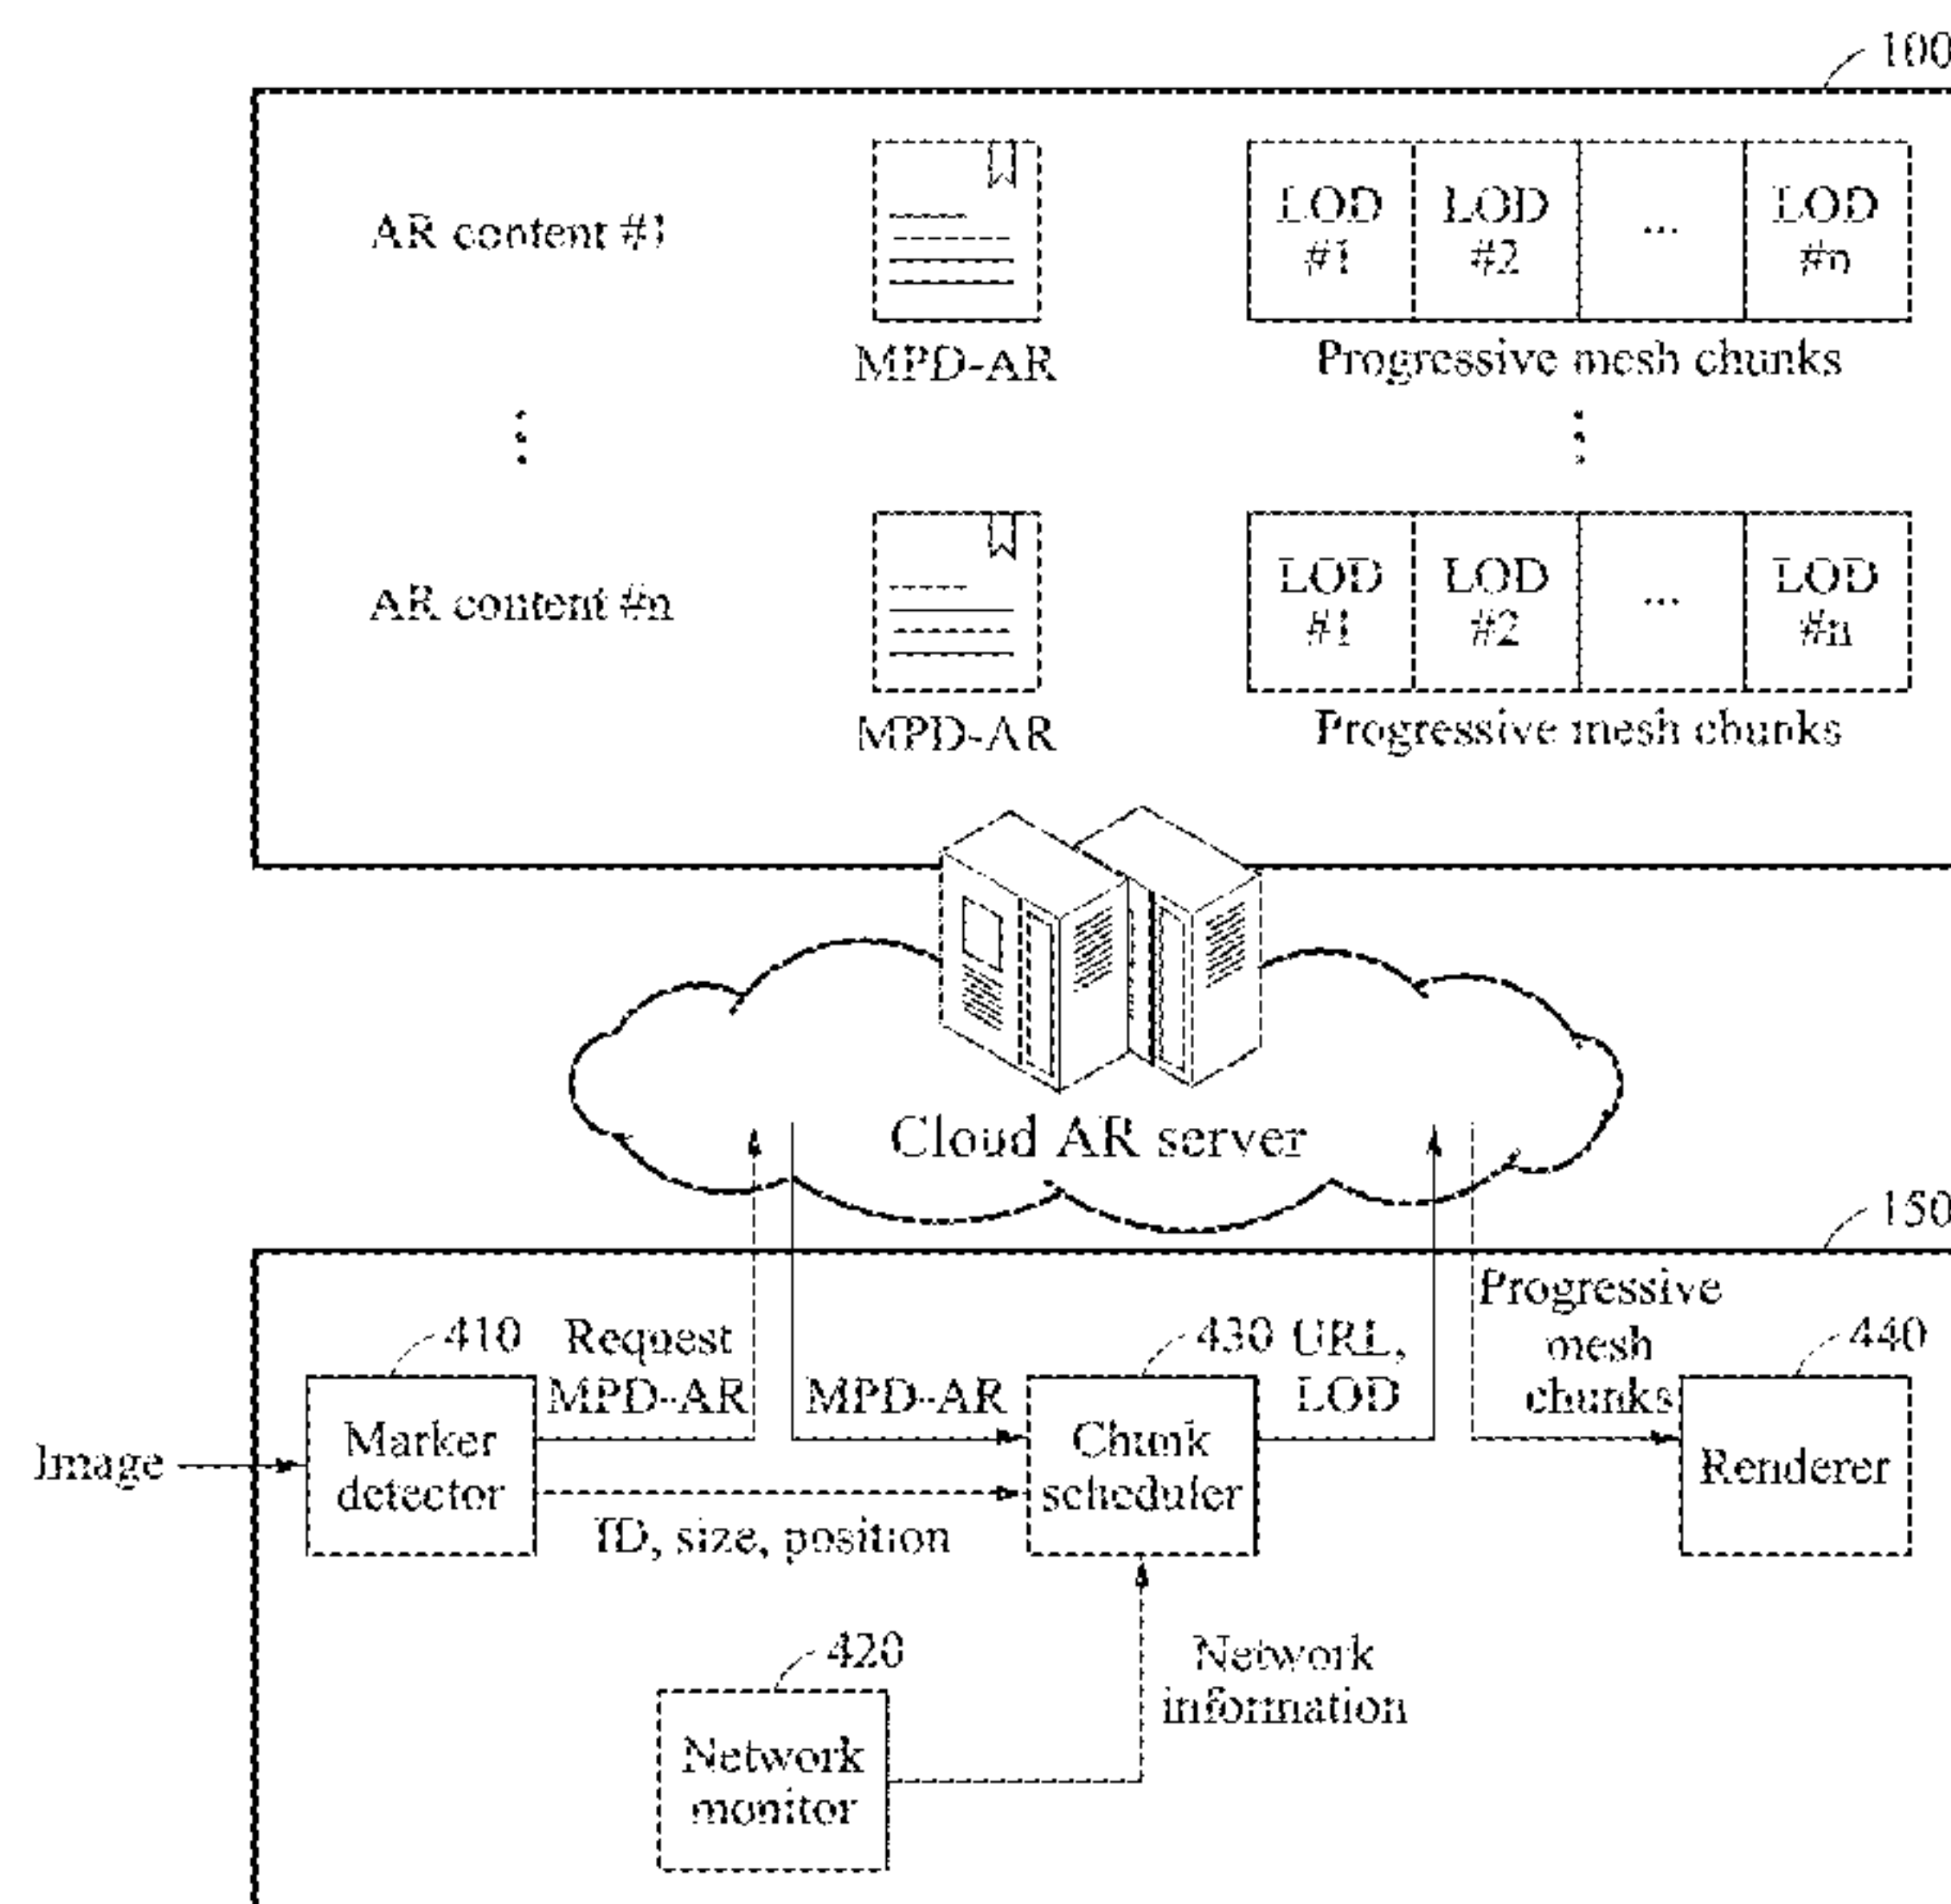 100
AR content #1
LOD #1
LOD #2
...
LOD #n
MPD-AR
Progressive mesh chunks
AR content #n
LOD #1
LOD #2
...
LOD #n
MPD-AR
Progressive mesh chunks
Cloud AR server
150
410
Request
MPD-AR
MPD-AR
430
URL,
LOD
Progressive
mesh
chunks
440
Image
Marker
detector
Chunk
scheduler
Renderer
ID, size, position
420
Network
information
Network
monitor